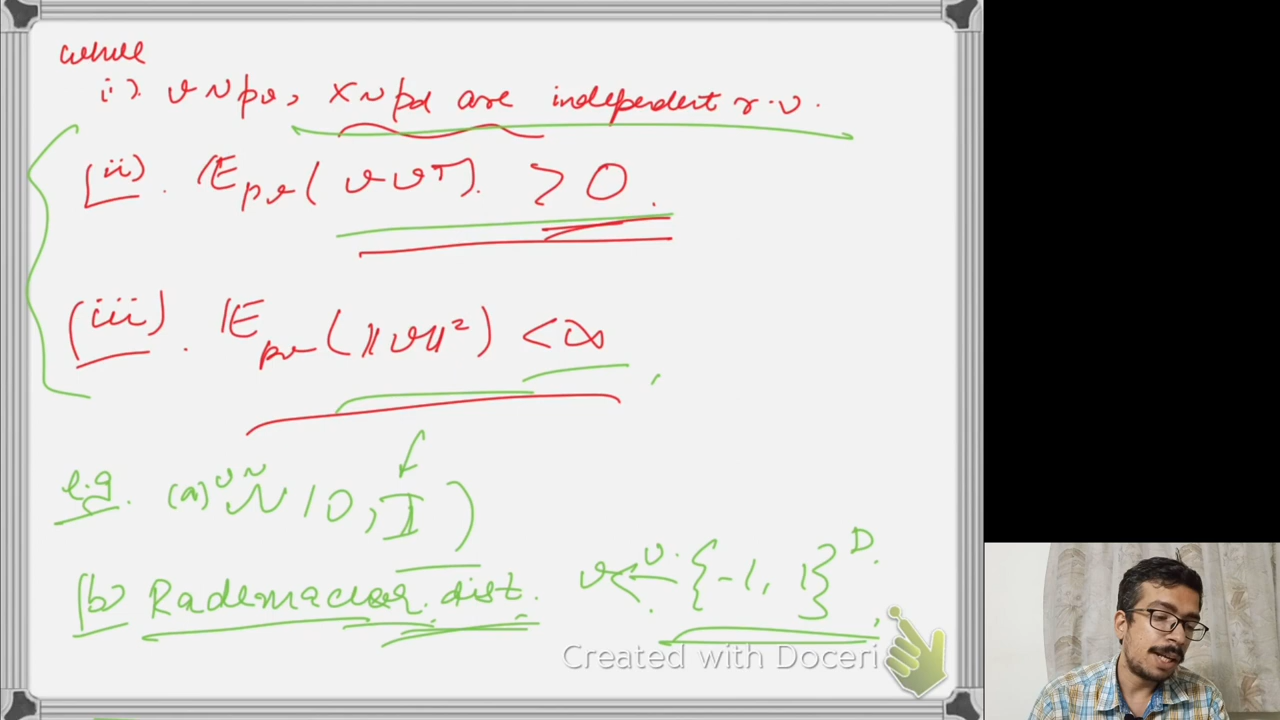 where
i). v ~ pv, x ~ pd are independent r.v.
(ii). 𝔼pv(vvᵀ). > 0.
(iii). 𝔼pv(‖v‖²) < ∞
e.g. (a) v ~ N(0, I)
(b) Rademacher dist. v ←U. {-1, 1}ᴰ.
Created with Doceri